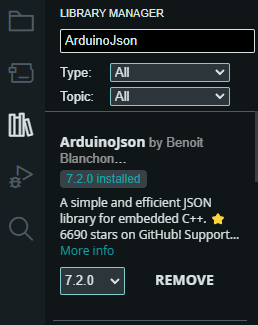 LIBRARY MANAGER
ArduinoJson
Type: All
Topic: All
ArduinoJson by Benoit
Blanchon...
7.2.0 installed
A simple and efficient JSON
library for embedded C++. ⭐
6690 stars on GitHub! Support...
More info
7.2.0 REMOVE